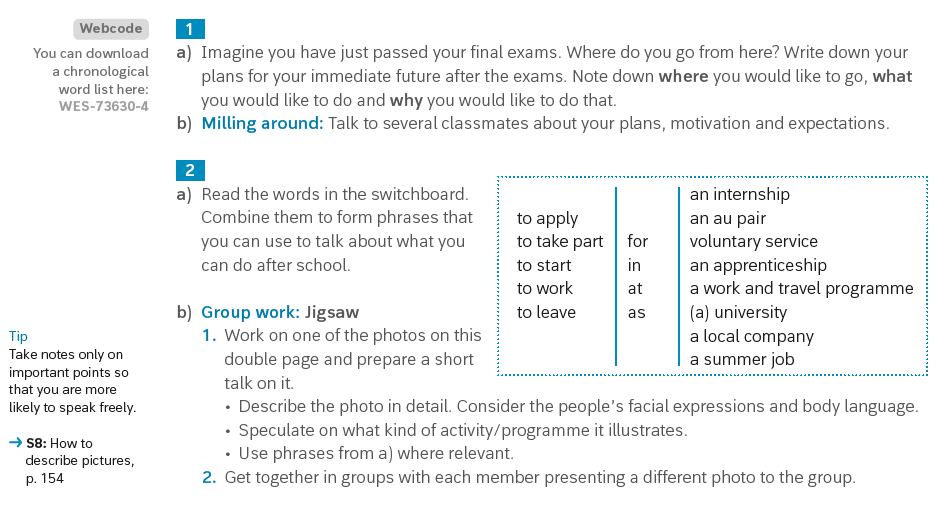 Webcode
You can download
a chronological
word list here:
WES-73630-4
1
a) Imagine you have just passed your final exams. Where do you go from here? Write down your
plans for your immediate future after the exams. Note down where you would like to go, what
you would like to do and why you would like to do that.
b) Milling around: Talk to several classmates about your plans, motivation and expectations.
2
a) Read the words in the switchboard.
Combine them to form phrases that
you can use to talk about what you
can do after school.
to apply
to take part
to start
to work
to leave
for
in
at
as
an internship
an au pair
voluntary service
an apprenticeship
a work and travel programme
(a) university
a local company
a summer job
b) Group work: Jigsaw
1. Work on one of the photos on this
double page and prepare a short
talk on it.
• Describe the photo in detail. Consider the people's facial expressions and body language.
• Speculate on what kind of activity/programme it illustrates.
• Use phrases from a) where relevant.
2. Get together in groups with each member presenting a different photo to the group.
Tip
Take notes only on
important points so
that you are more
likely to speak freely.
→ S8: How to
describe pictures,
p. 154